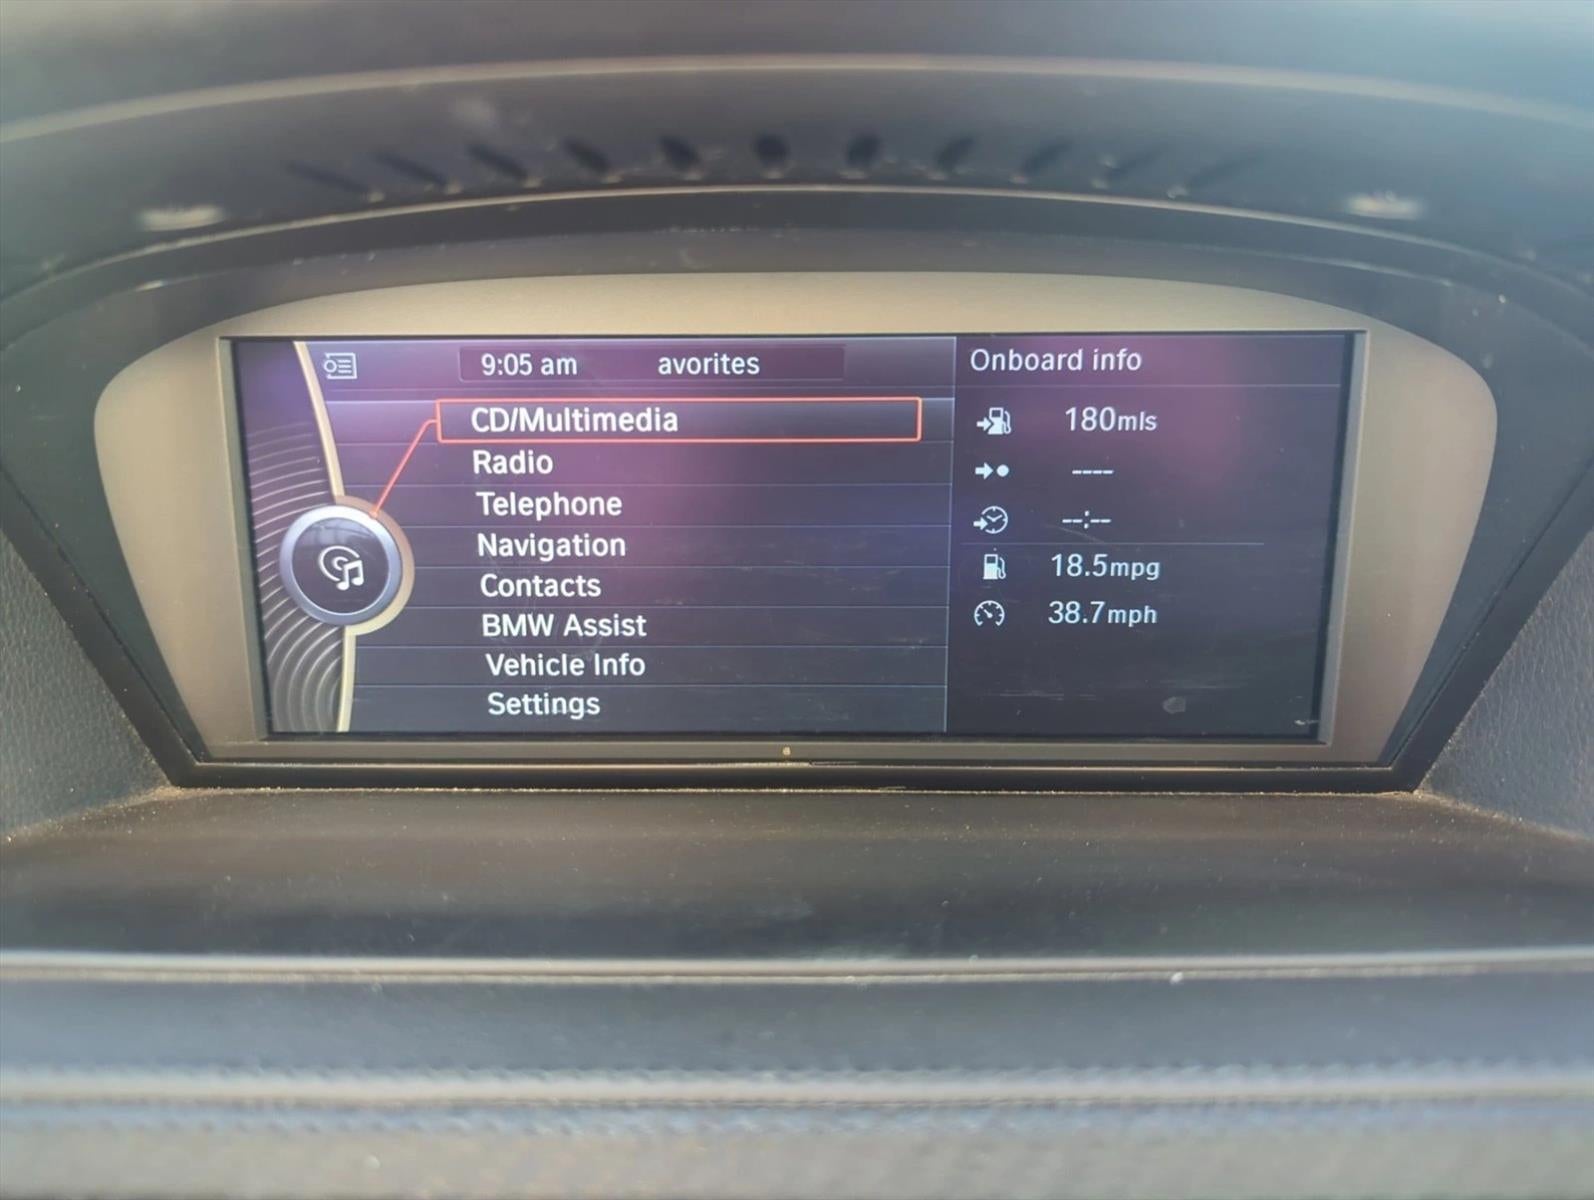 9:05 am avorites
CD/Multimedia
Radio
Telephone
Navigation
Contacts
BMW Assist
Vehicle Info
Settings
Onboard info
180mls
----
--:--
18.5mpg
38.7mph